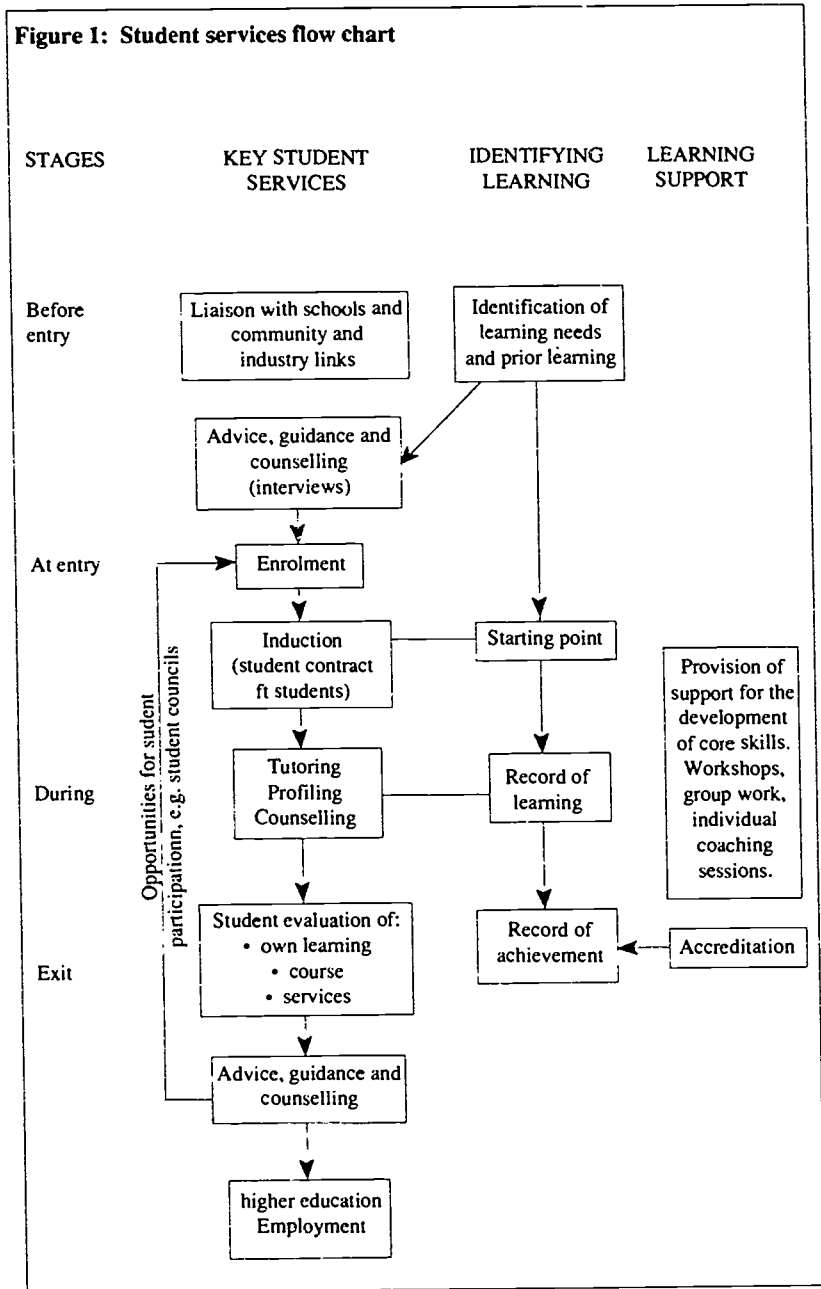 Figure 1: Student services flow chart
STAGES
KEY STUDENT
SERVICES
IDENTIFYING
LEARNING
LEARNING
SUPPORT
Before
entry
Liaison with schools and
community and
industry links
Identification of
learning needs
and prior learning
Advice, guidance and
counselling
(interviews)
At entry
Enrolment
Induction
(student contract
ft students)
Starting point
Provision of
support for the
development
of core skills.
Workshops,
group work,
individual
coaching
sessions.
Opportunities for sudent
participationn, e.g. student councils
During
Tutoring
Profiling
Counselling
Record of
learning
Exit
Student evaluation of:
• own learning
• course
• services
Record of
achievement
Accreditation
Advice, guidance and
counselling
higher education
Employment